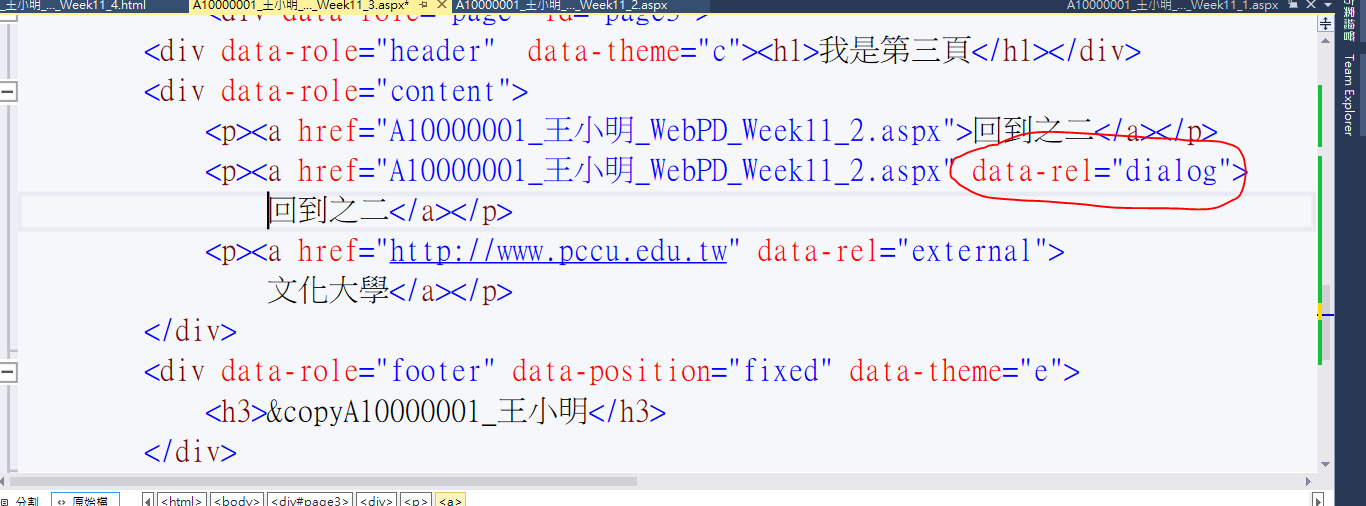 _王小明_..._Week11_4.html A10000001_王小明_..._Week11_3.aspx* A10000001_王小明_..._Week11_2.aspx A10000001_王小明_..._Week11_1.aspx
<div data-role="page" id="page3">
<div data-role="header"  data-theme="c"><h1>我是第三頁</h1></div>
<div data-role="content">
<p><a href="A10000001_王小明_WebPD_Week11_2.aspx">回到之二</a></p>
<p><a href="A10000001_王小明_WebPD_Week11_2.aspx" data-rel="dialog">
回到之二</a></p>
<p><a href="http://www.pccu.edu.tw" data-rel="external">
文化大學</a></p>
</div>
<div data-role="footer" data-position="fixed" data-theme="e">
<h3>&copyA10000001_王小明</h3>
</div>
分割 原始檔 <html> <body> <div#page3> <div> <p> <a>
Team Explorer